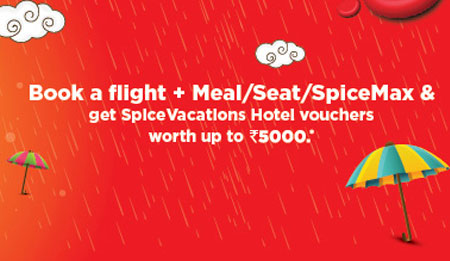 Book a flight + Meal/Seat/SpiceMax &
get SpiceVacations Hotel vouchers
worth up to ₹5000.*